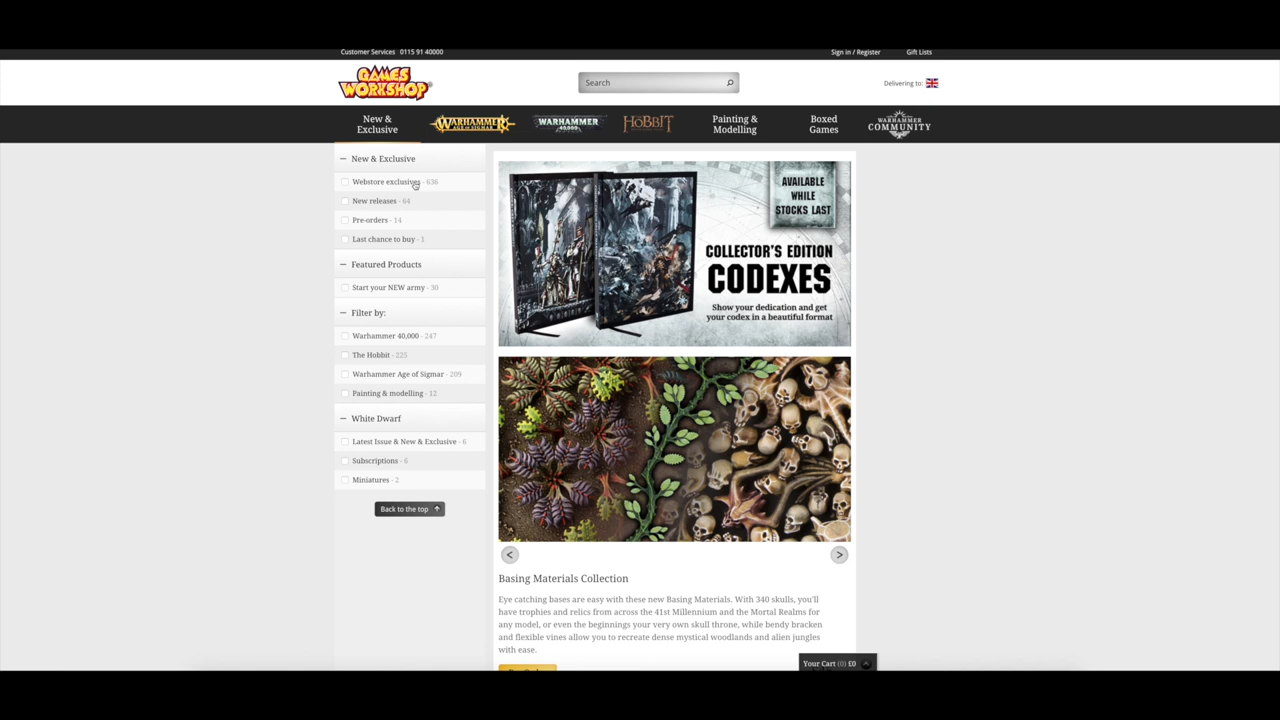 Customer Services 0115 91 40000
Sign in / Register
Gift Lists
GAMES
WORKSHOP
Search
Delivering to:
New &
Exclusive
WARHAMMER
AGE OF SIGMAR
WARHAMMER
40,000
THE HOBBIT
Painting &
Modelling
Boxed
Games
WARHAMMER
COMMUNITY
New & Exclusive
Webstore exclusives - 636
New releases - 64
Pre-orders - 14
Last chance to buy - 1
Featured Products
Start your NEW army - 30
Filter by:
Warhammer 40,000 - 247
The Hobbit - 225
Warhammer Age of Sigmar - 209
Painting & modelling - 12
White Dwarf
Latest Issue & New & Exclusive - 6
Subscriptions - 6
Miniatures - 2
Back to the top
AVAILABLE
WHILE
STOCKS LAST
COLLECTOR'S EDITION
CODEXES
Show your dedication and get
your codex in a beautiful format
< >
Basing Materials Collection
Eye catching bases are easy with these new Basing Materials. With 340 skulls, you'll
have trophies and relics from across the 41st Millennium and the Mortal Realms for
any model, or even the beginnings your very own skull throne, while bendy bracken
and flexible vines allow you to recreate dense mystical woodlands and alien jungles
with ease.
Your Cart (0) £0